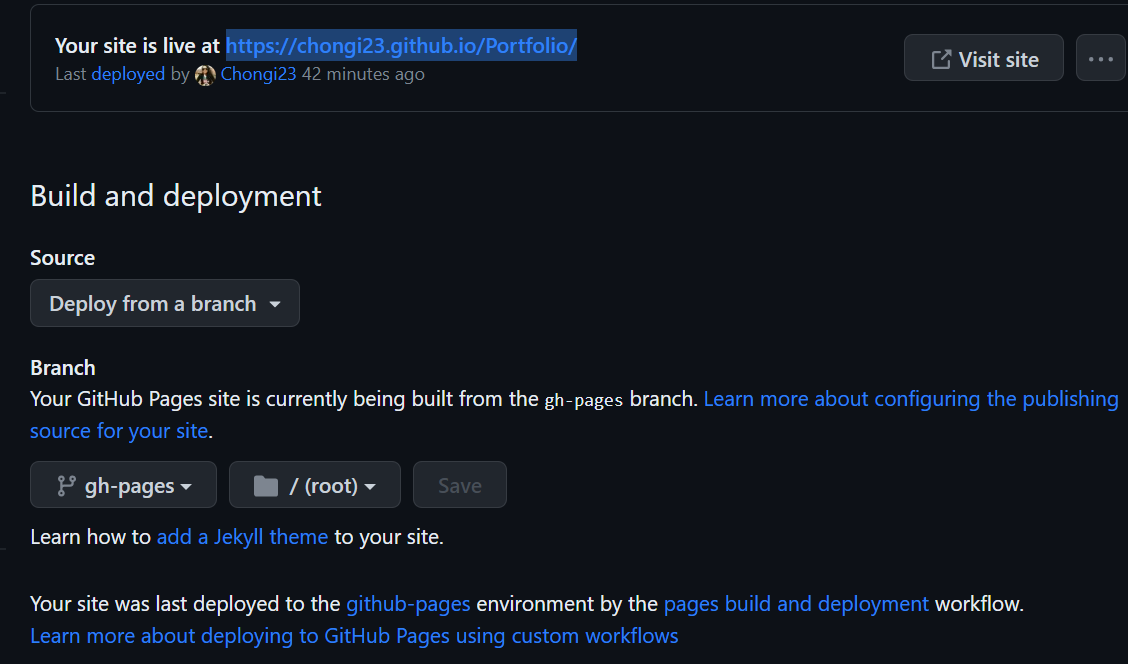 Your site is live at https://chongi23.github.io/Portfolio/
Last deployed by Chongi23 42 minutes ago
Visit site
Build and deployment
Source
Deploy from a branch
Branch
Your GitHub Pages site is currently being built from the gh-pages branch. Learn more about configuring the publishing
source for your site.
gh-pages
/ (root)
Save
Learn how to add a Jekyll theme to your site.
Your site was last deployed to the github-pages environment by the pages build and deployment workflow.
Learn more about deploying to GitHub Pages using custom workflows